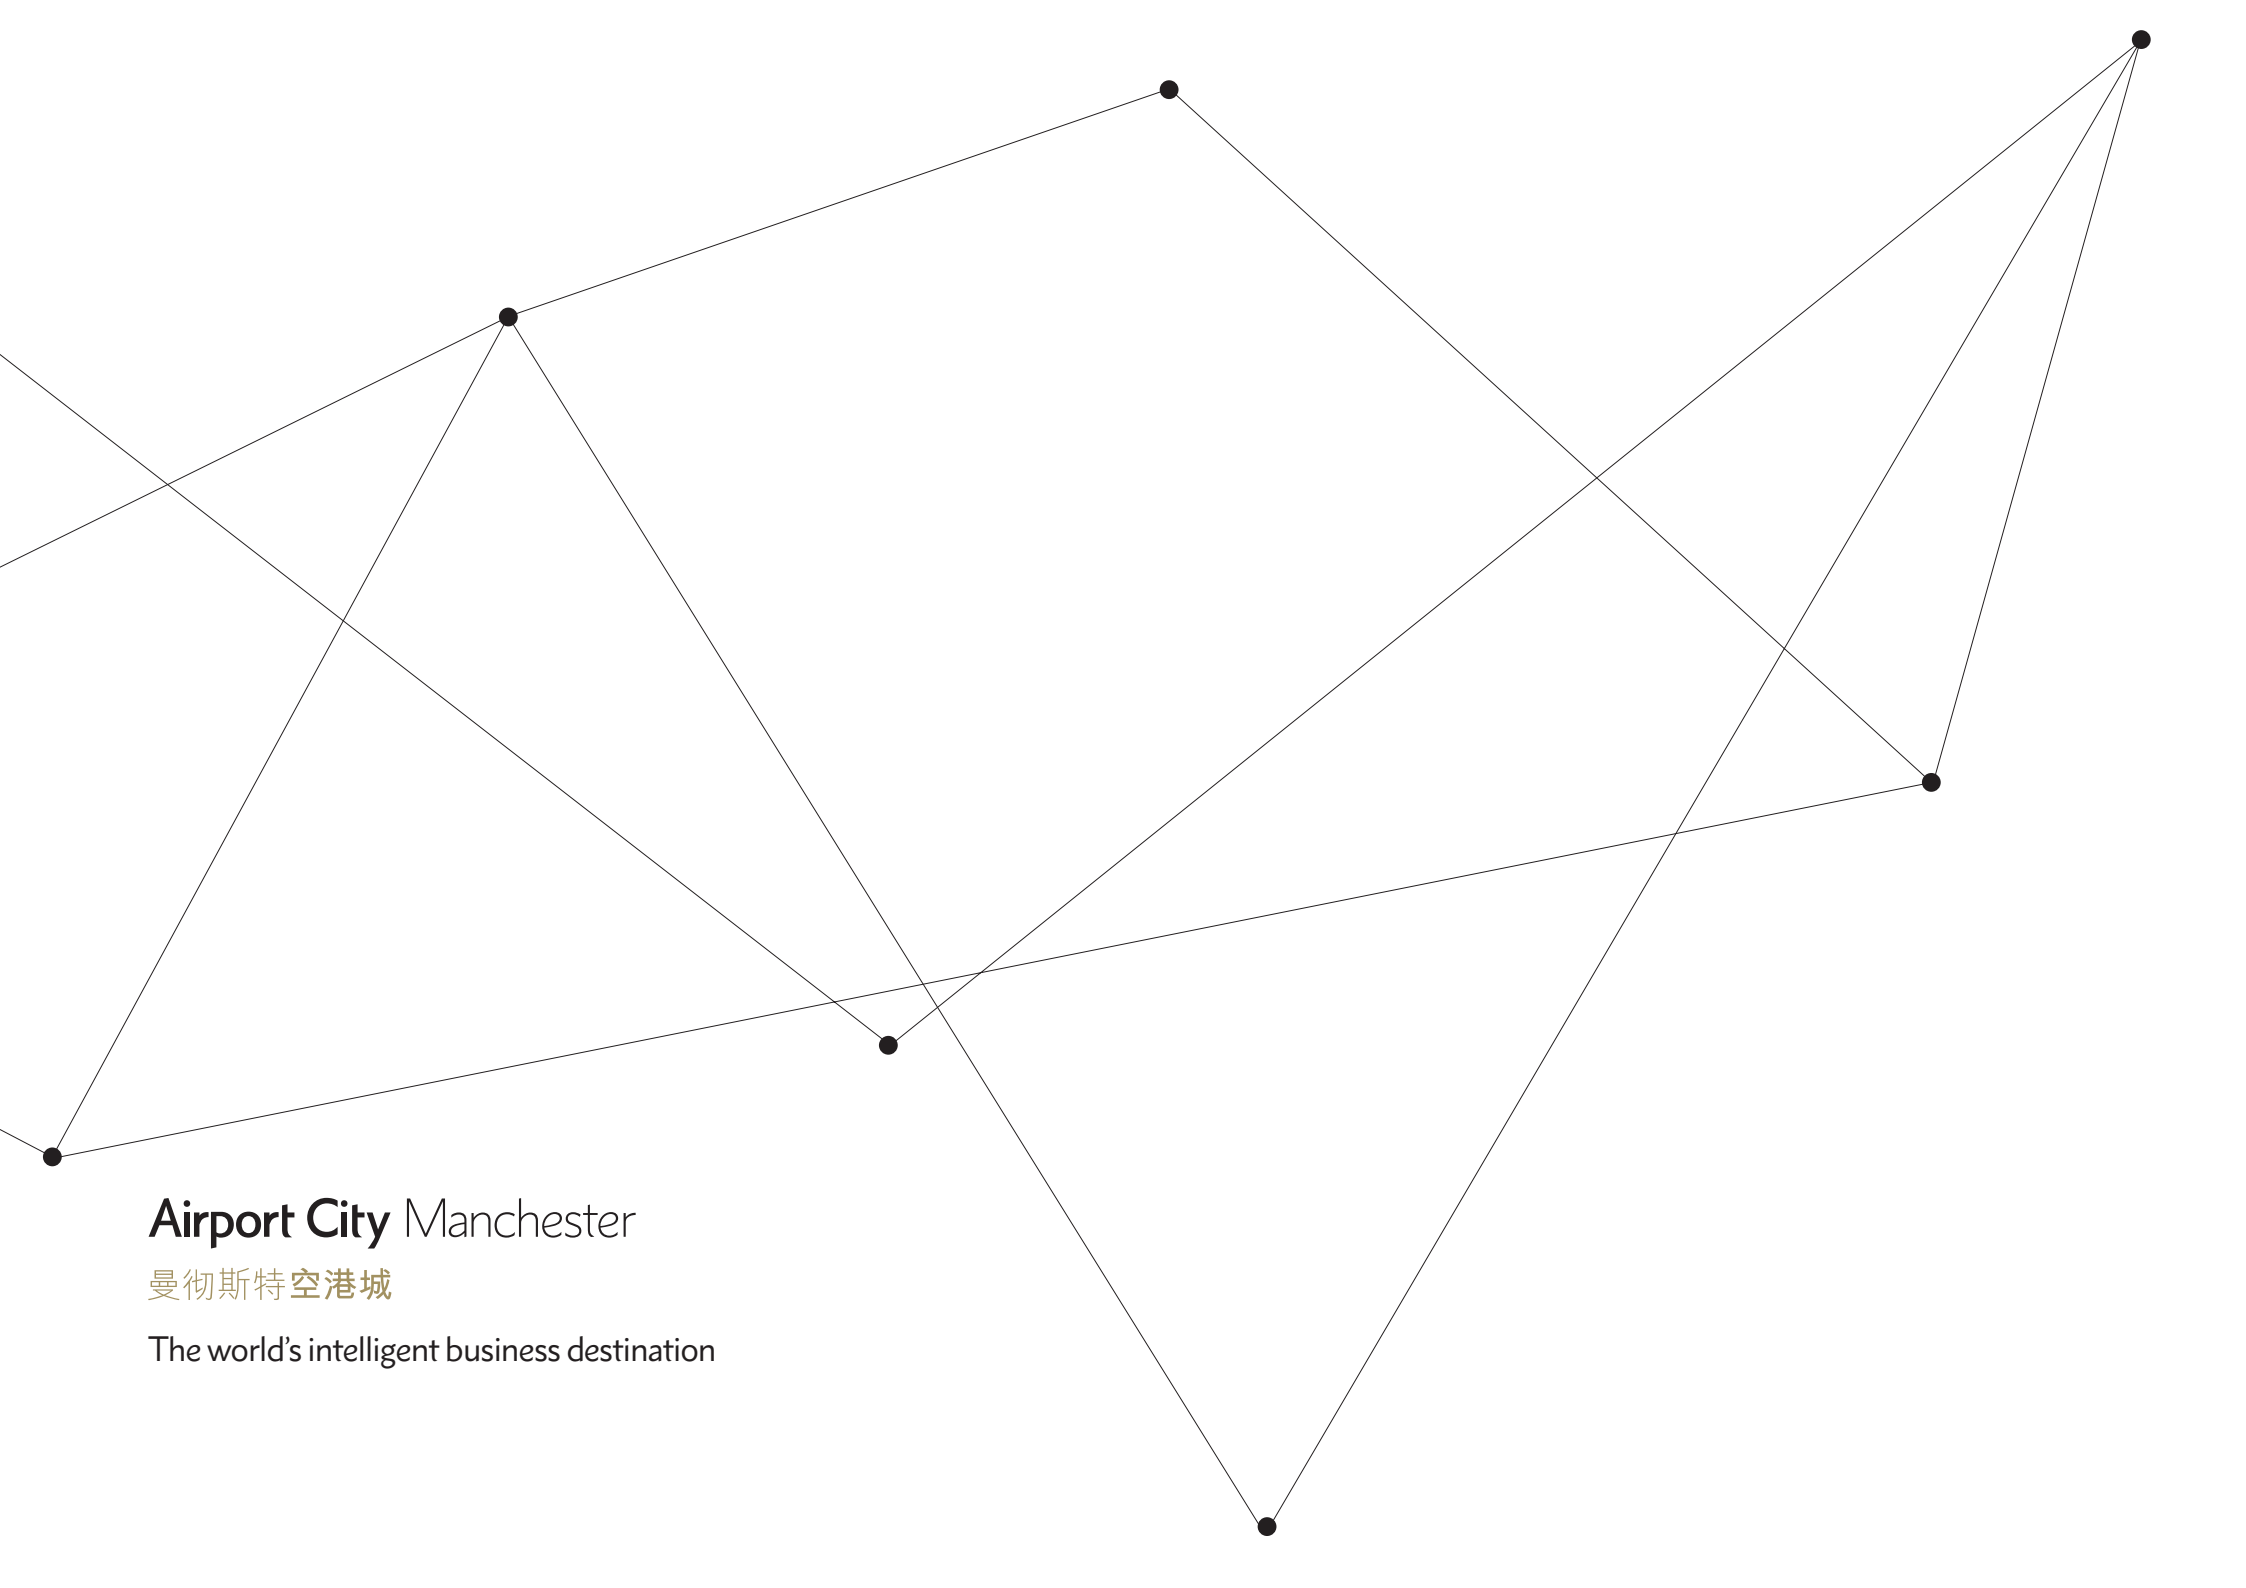 Airport City Manchester
曼彻斯特空港城
The world’s intelligent business destination